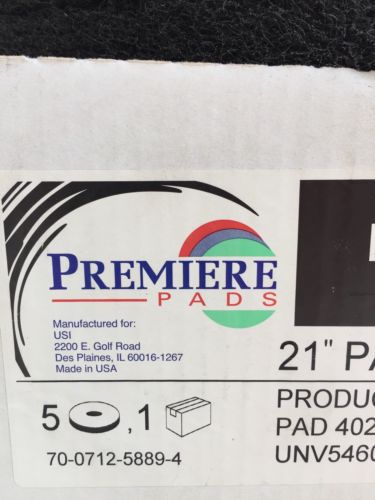 PREMIERE
PADS
Manufactured for:
USI
2200 E. Golf Road
Des Plaines, IL 60016-1267
Made in USA
21" PA
5 , 1
PRODUC
PAD 402
70-0712-5889-4
UNV5460